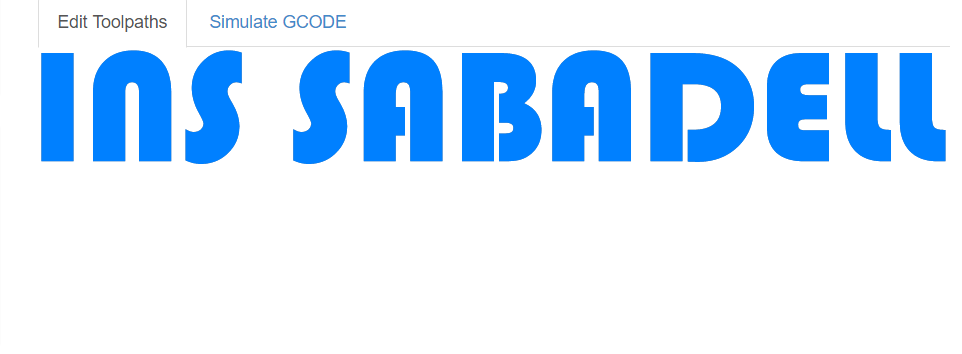 Edit Toolpaths Simulate GCODE
INS SABADELL